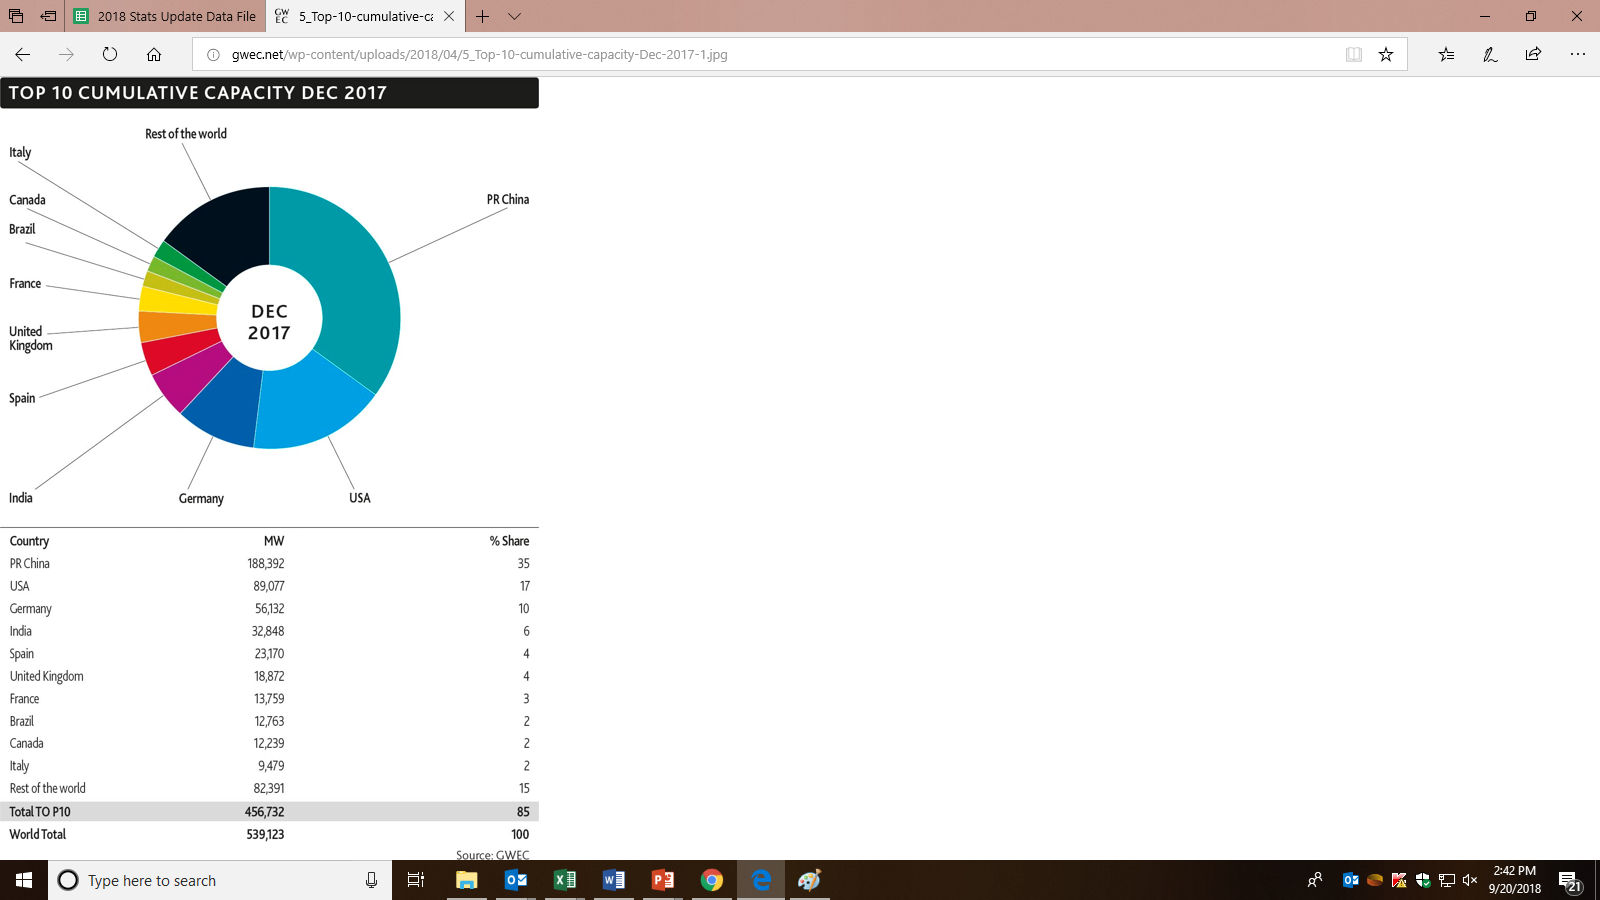 2018 Stats Update Data File
GW
EC
5_Top-10-cumulative-ca
gwec.net/wp-content/uploads/2018/04/5_Top-10-cumulative-capacity-Dec-2017-1.jpg
TOP 10 CUMULATIVE CAPACITY DEC 2017
Rest of the world
Italy
Canada
PR China
Brazil
France
DEC
2017
United
Kingdom
Spain
India
Germany
USA
Country MW % Share
PR China 188,392 35
USA 89,077 17
Germany 56,132 10
India 32,848 6
Spain 23,170 4
United Kingdom 18,872 4
France 13,759 3
Brazil 12,763 2
Canada 12,239 2
Italy 9,479 2
Rest of the world 82,391 15
Total TO P10 456,732 85
World Total 539,123 100
Source: GWEC
Type here to search
2:42 PM
9/20/2018
21